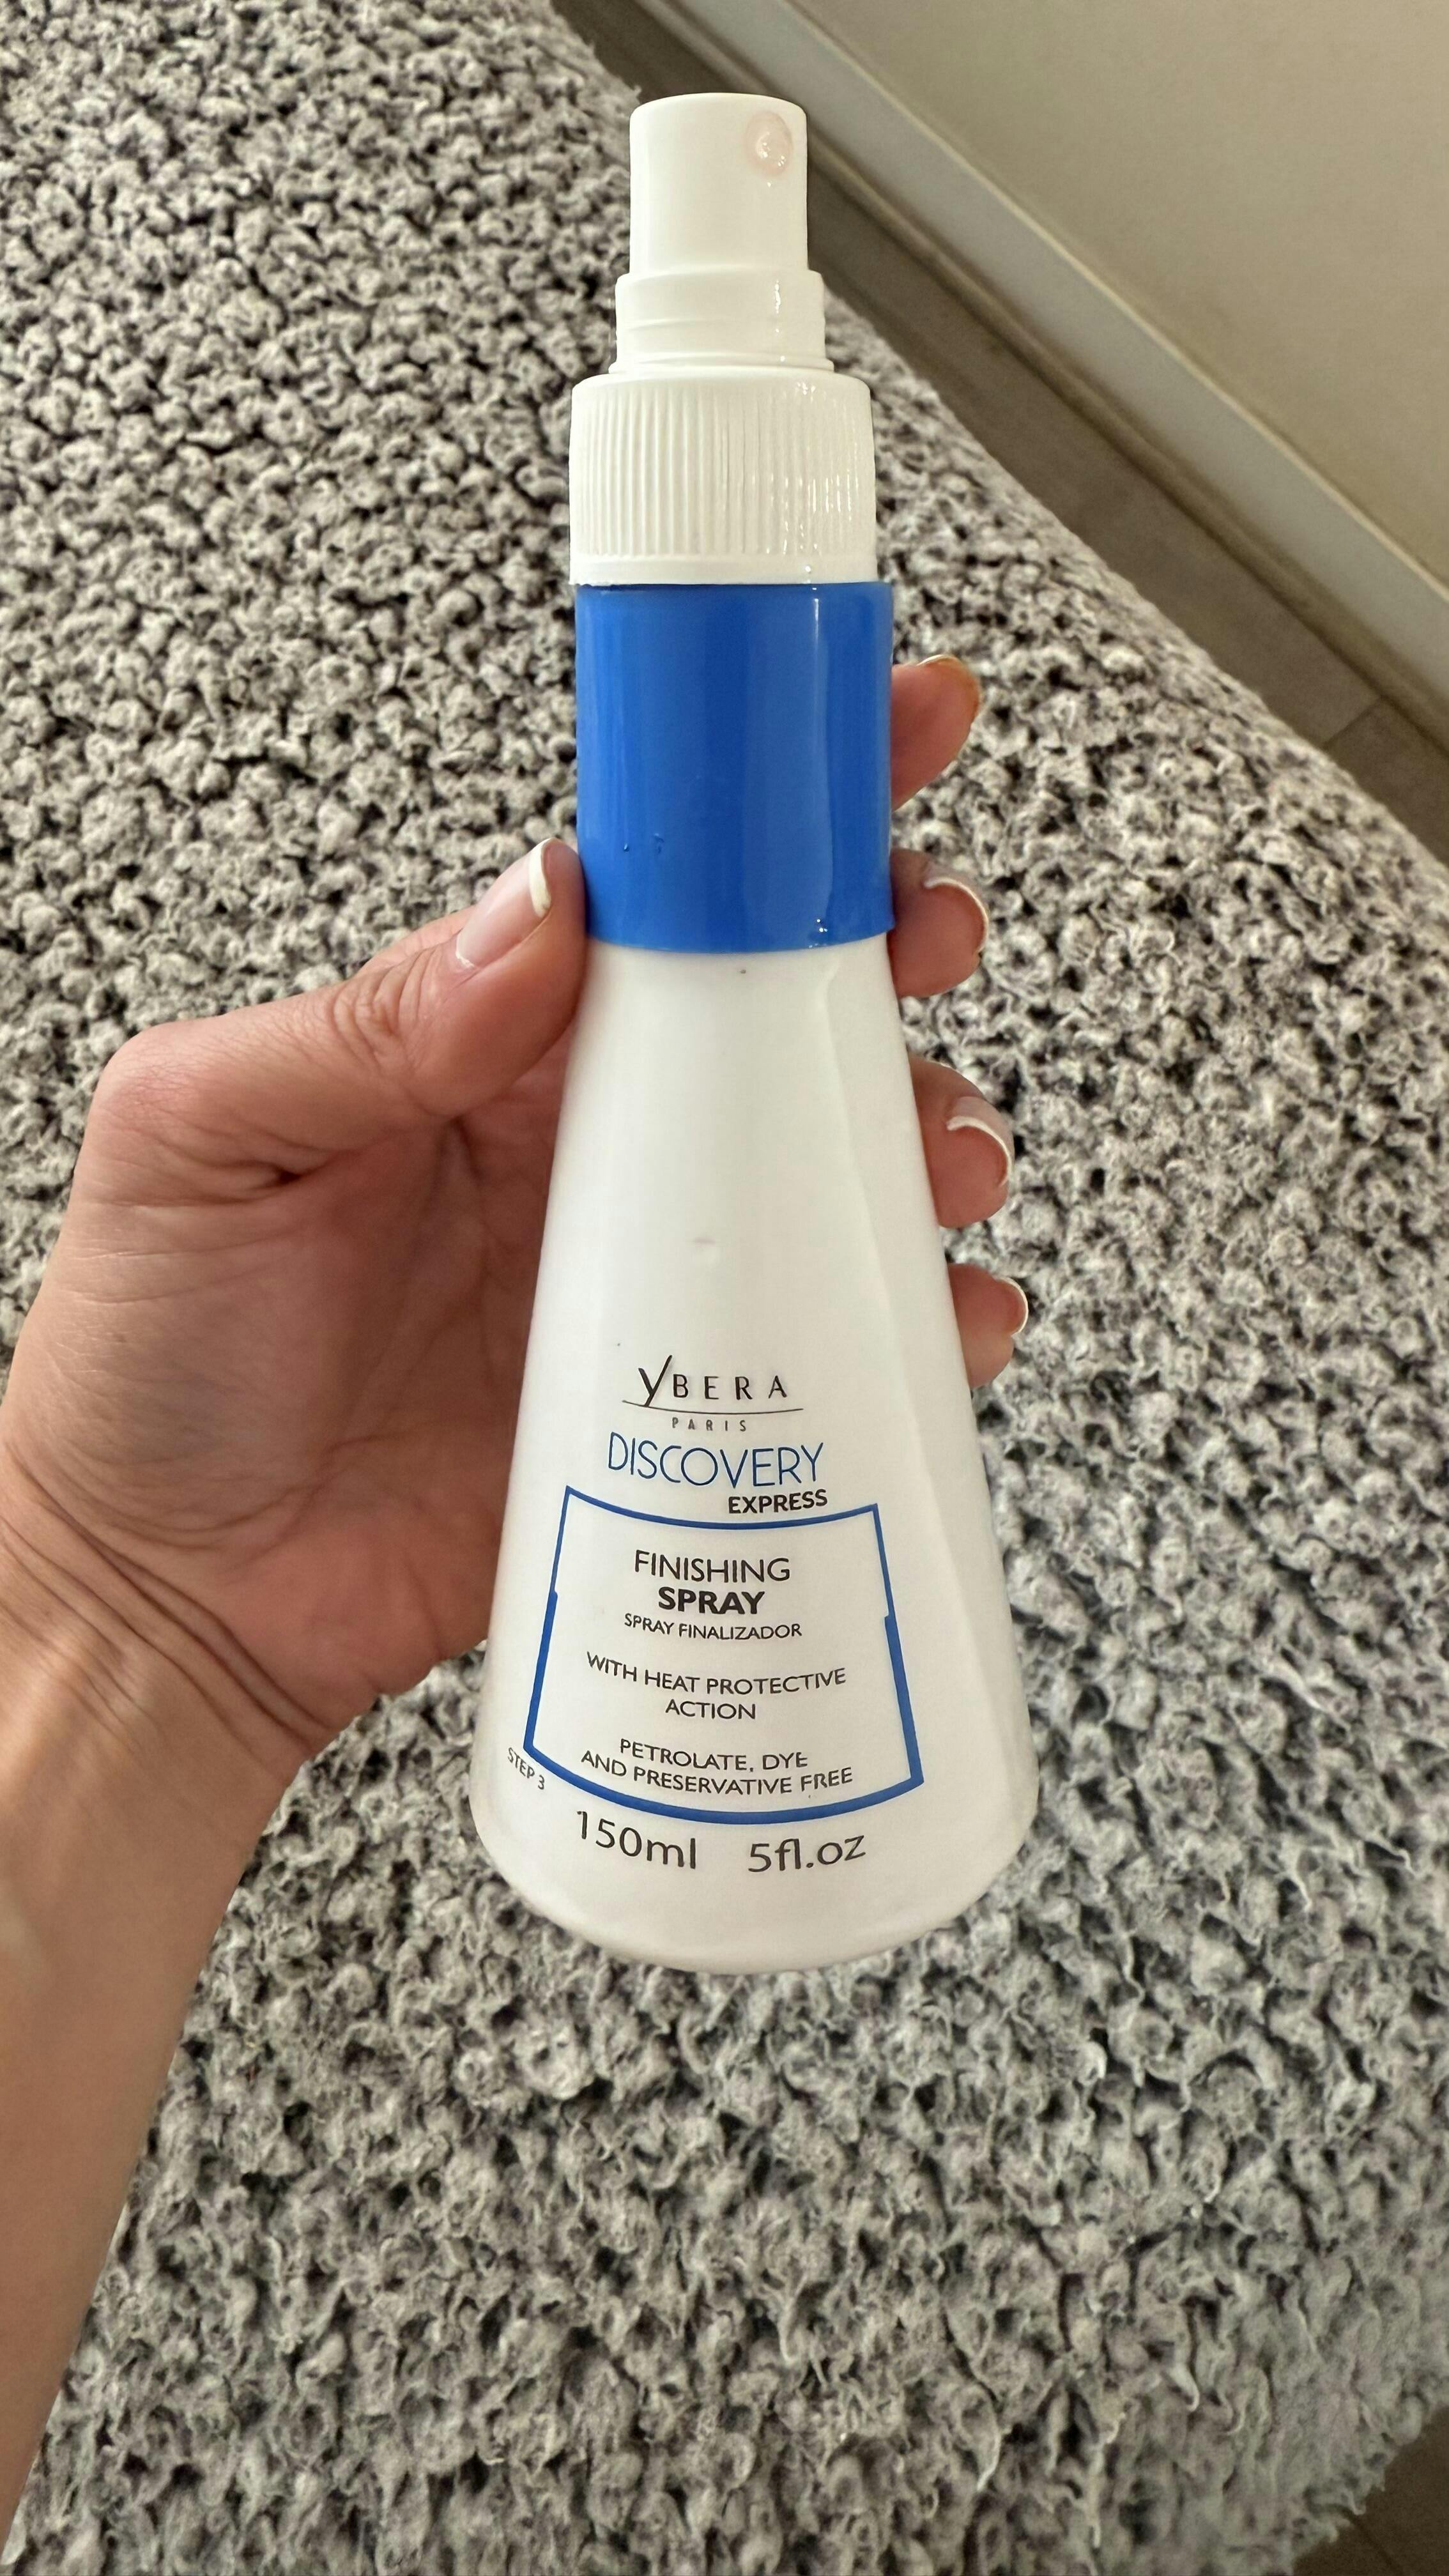 YBERA
PARIS
DISCOVERY
EXPRESS
FINISHING
SPRAY
SPRAY FINALIZADOR
WITH HEAT PROTECTIVE
ACTION
PETROLATE, DYE
AND PRESERVATIVE FREE
STEP 3
150ml 5fl.oz